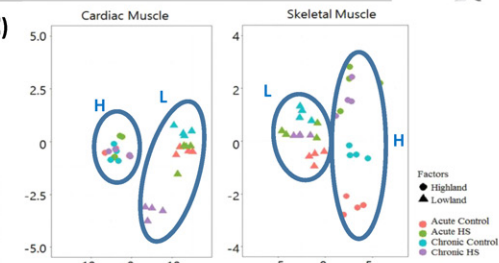 Cardiac Muscle Skeletal Muscle
)
5.0 4
H L
2.5 2
L
0 0
H
-2.5 -2
-5.0 -4
Factors
Highland
Lowland
Acute Control
Acute HS
Chronic Control
Chronic HS